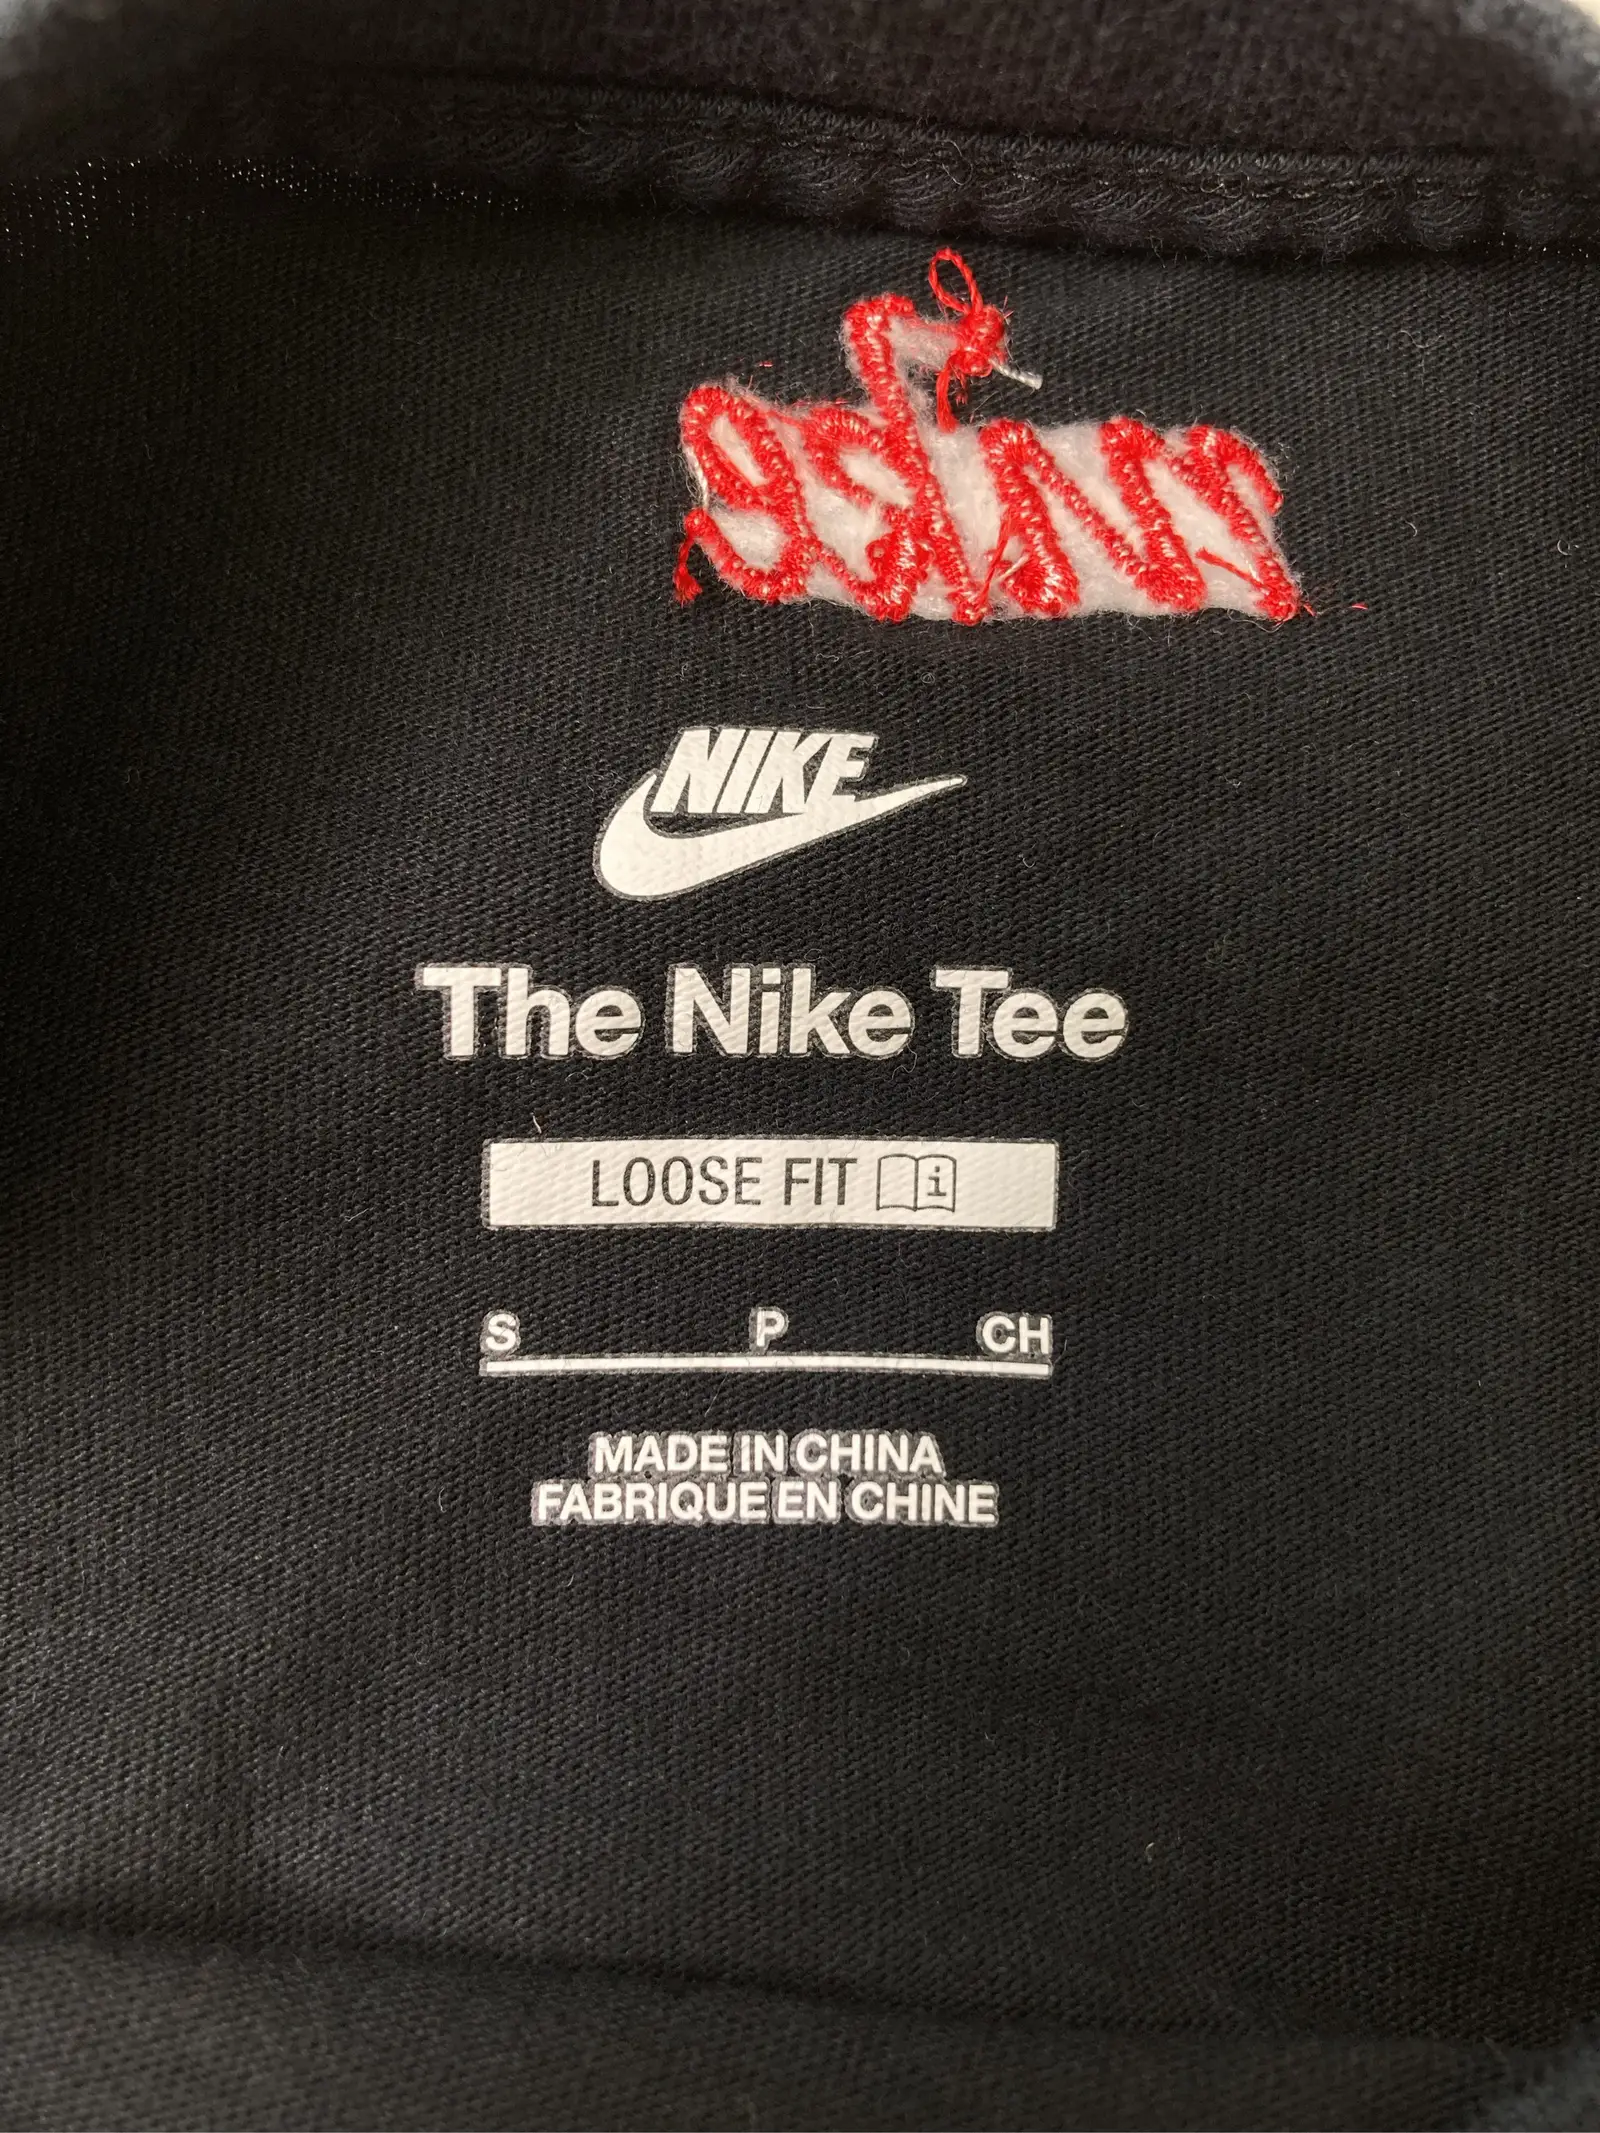 NIKE
The Nike Tee
LOOSE FIT i
S P CH
MADE IN CHINA
FABRIQUE EN CHINE